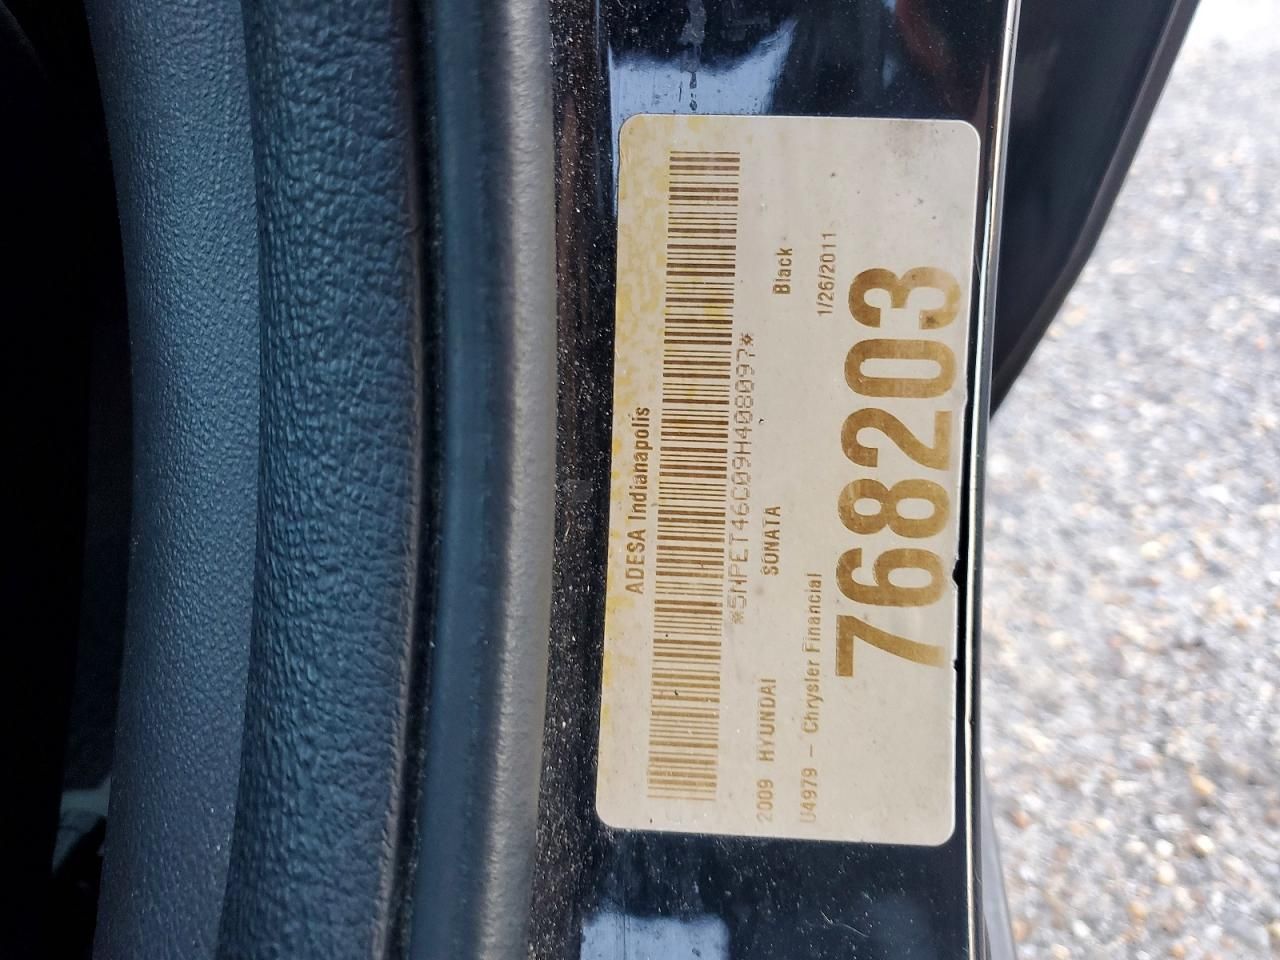 ADESA Indianapolis
*5NPET46C09H408097*
2009 HYUNDAI SONATA Black
U4979 - Chrysler Financial 1/26/2011
768203